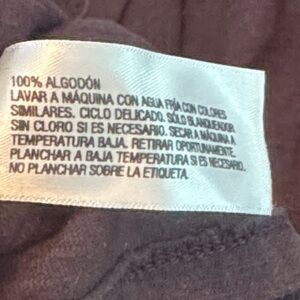 100% ALGODÓN
LAVAR A MÁQUINA CON AGUA FRÍA CON COLORES
SIMILARES. CICLO DELICADO. SÓLO BLANQUEADOR
SIN CLORO SI ES NECESARIO. SECAR A MÁQUINA A
TEMPERATURA BAJA. RETIRAR OPORTUNAMENTE.
PLANCHAR A BAJA TEMPERATURA SI ES NECESARIO.
NO PLANCHAR SOBRE LA ETIQUETA.